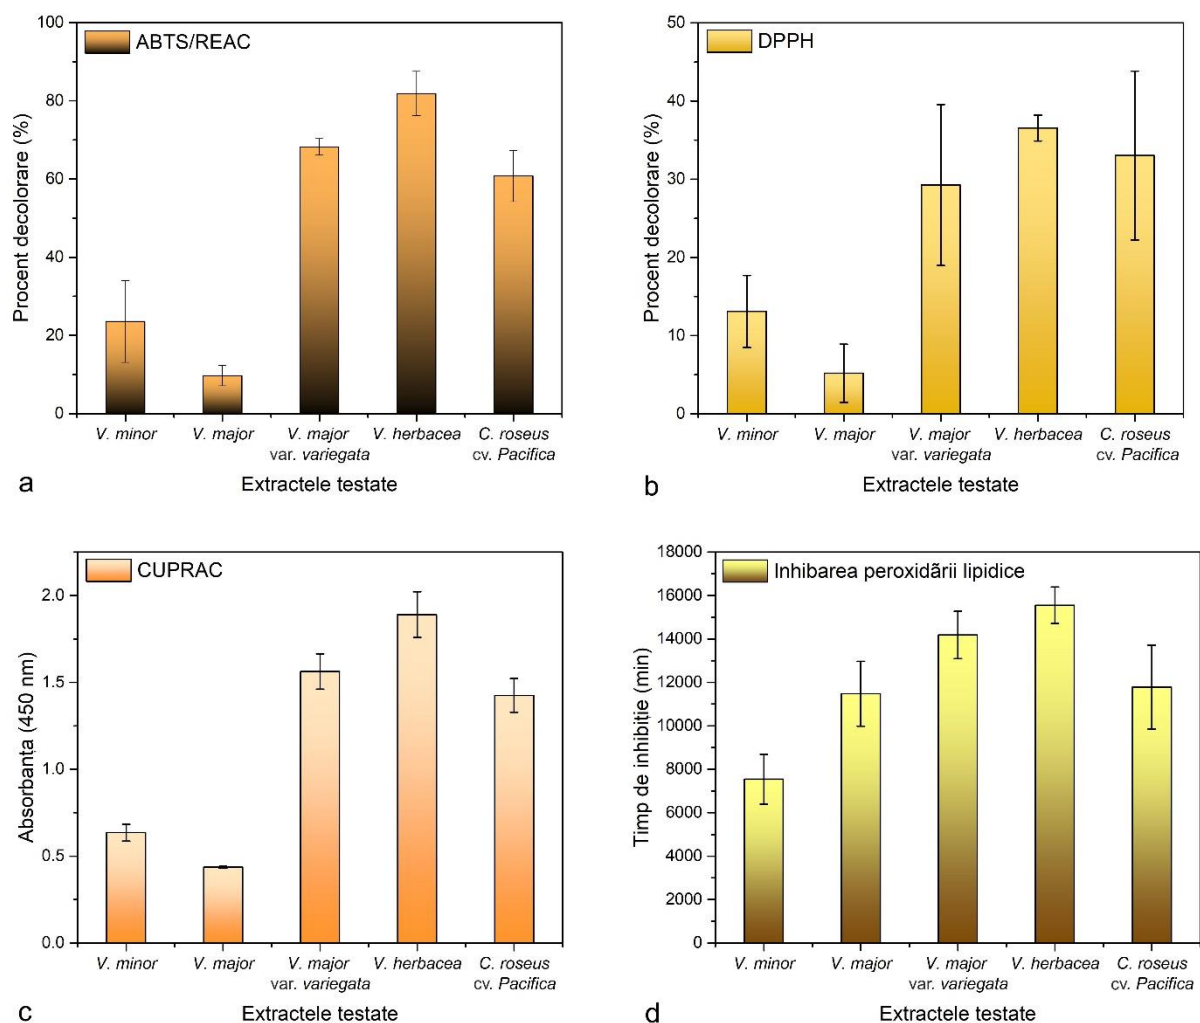 ABTS/REAC
Procent decolorare (%)
100
80
60
40
20
0
V. minor
V. major
V. major
var. variegata
V. herbacea
C. roseus
cv. Pacifica
Extractele testate
a
DPPH
Procent decolorare (%)
50
40
30
20
10
0
V. minor
V. major
V. major
var. variegata
V. herbacea
C. roseus
cv. Pacifica
Extractele testate
b
CUPRAC
Absorbanța (450 nm)
2.0
1.5
1.0
0.5
0.0
V. minor
V. major
V. major
var. variegata
V. herbacea
C. roseus
cv. Pacifica
Extractele testate
c
Inhibarea peroxidãrii lipidice
Timp de inhibitie (min)
18000
16000
14000
12000
10000
8000
6000
4000
2000
0
V. minor
V. major
V. major
var. variegata
V. herbacea
C. roseus
cv. Pacifica
Extractele testate
d